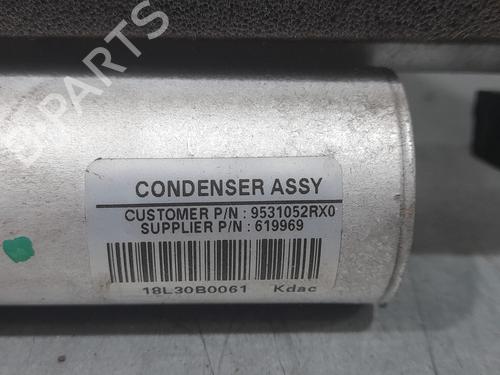 B-PARTS
CONDENSER ASSY
CUSTOMER P/N : 9531052RX0
SUPPLIER P/N : 619969
18L30B0061 Kdac